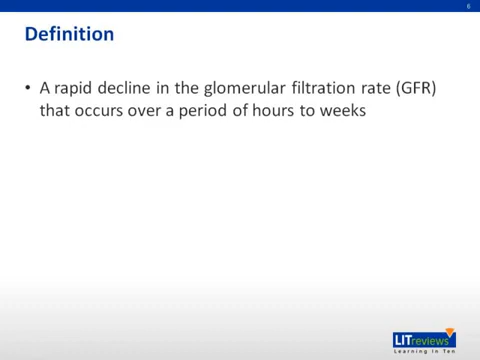 6
Definition
• A rapid decline in the glomerular filtration rate (GFR)
that occurs over a period of hours to weeks
LITreviews
Learning In Ten